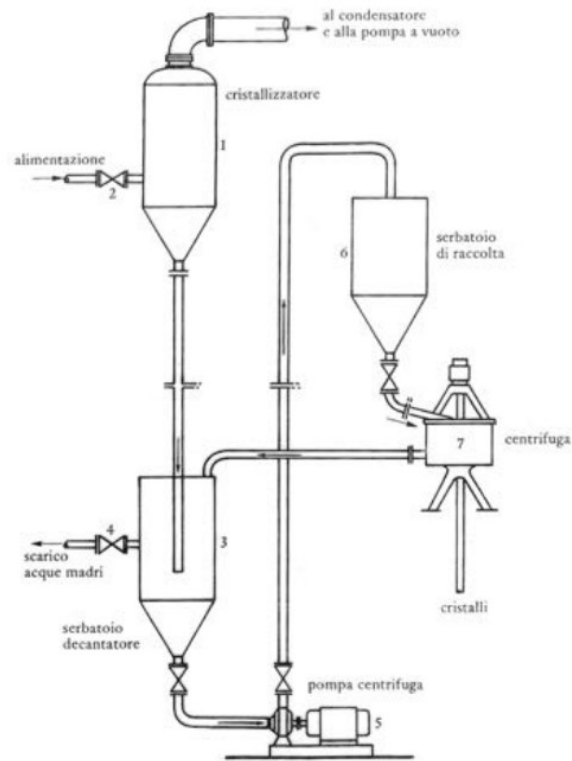 al condensatore
e alla pompa a vuoto
cristallizzatore
1
alimentazione
2
6
serbatoio
di raccolta
7
centrifuga
4
3
scarico
acque madri
cristalli
serbatoio
decantatore
pompa centrifuga
5